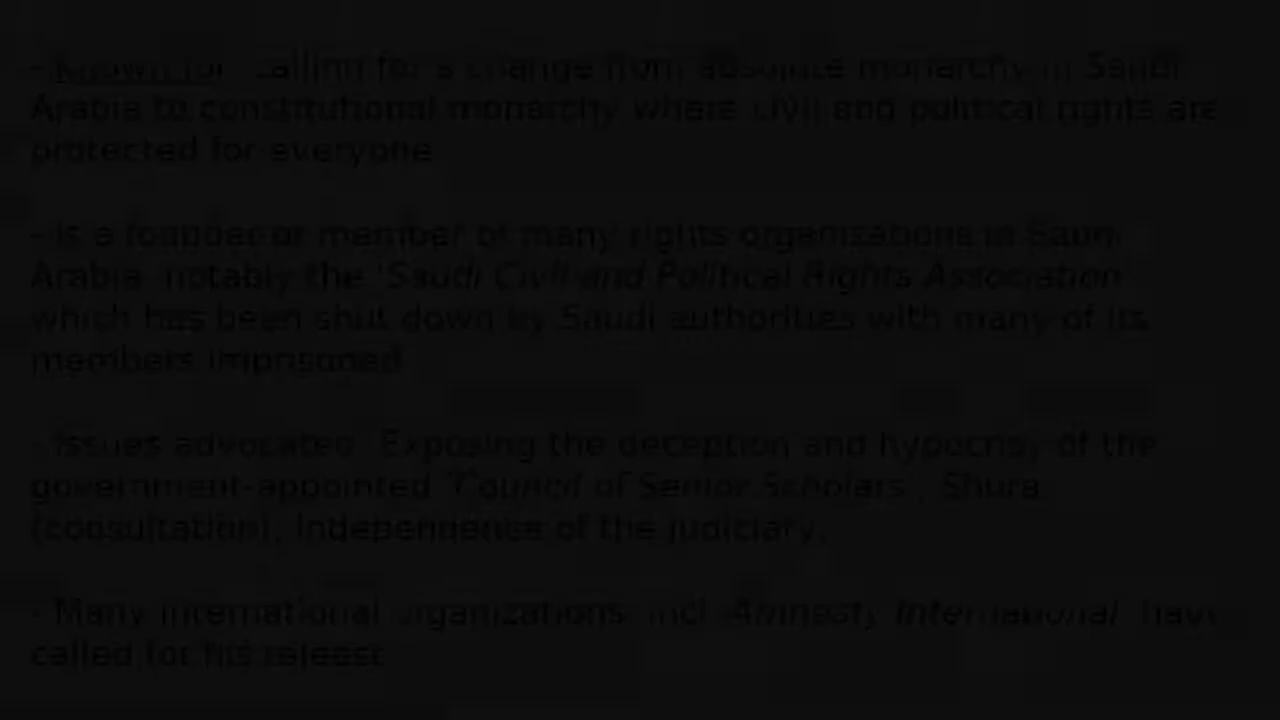 - Known for calling for a change from absolute monarchy in Saudi
Arabia to constitutional monarchy where civil and political rights are
protected for everyone
- Is a founder or member of many rights organisations in Saudi
Arabia notably the 'Saudi Civil and Political Rights Association'
which has been shut down by Saudi authorities with many of its
members imprisoned
- Issues advocated: Exposing the deception and hypocrisy of the
government-appointed 'Council of Senior Scholars', Shura
(consultation), Independence of the judiciary.
- Many international organizations incl Amnesty International have
called for his release